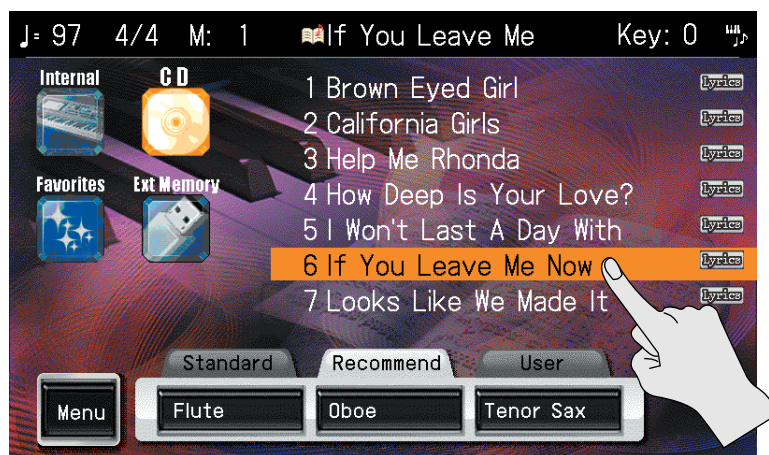 ♩= 97 4/4 M: 1 If You Leave Me Key: 0
Internal CD
Favorites Ext Memory
1 Brown Eyed Girl Lyrics
2 California Girls Lyrics
3 Help Me Rhonda Lyrics
4 How Deep Is Your Love? Lyrics
5 I Won't Last A Day With Lyrics
6 If You Leave Me Now Lyrics
7 Looks Like We Made It Lyrics
Standard Recommend User
Menu Flute Oboe Tenor Sax